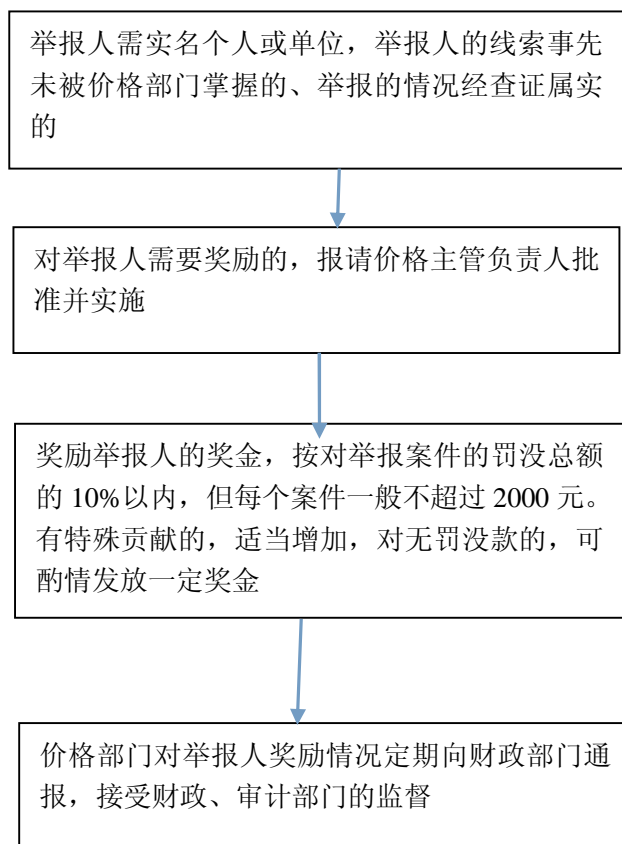 举报人需实名个人或单位，举报人的线索事先
未被价格部门掌握的、举报的情况经查证属实
的
对举报人需要奖励的，报请价格主管负责人批
准并实施
奖励举报人的奖金，按对举报案件的罚没总额
的 10%以内，但每个案件一般不超过 2000 元。
有特殊贡献的，适当增加，对无罚没款的，可
酌情发放一定奖金
价格部门对举报人奖励情况定期向财政部门通
报，接受财政、审计部门的监督